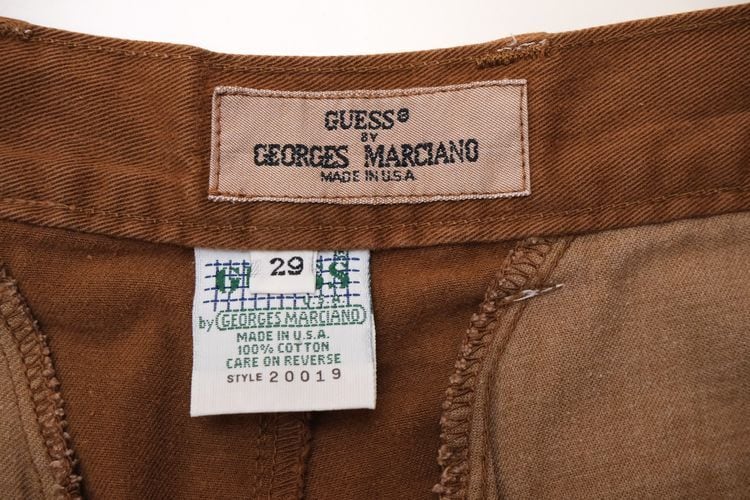 GUESS®
BY
GEORGES MARCIANO
MADE IN U.S.A
29
U.S.A.
by GEORGES MARCIANO
MADE IN U.S.A.
100% COTTON
CARE ON REVERSE
STYLE 20019